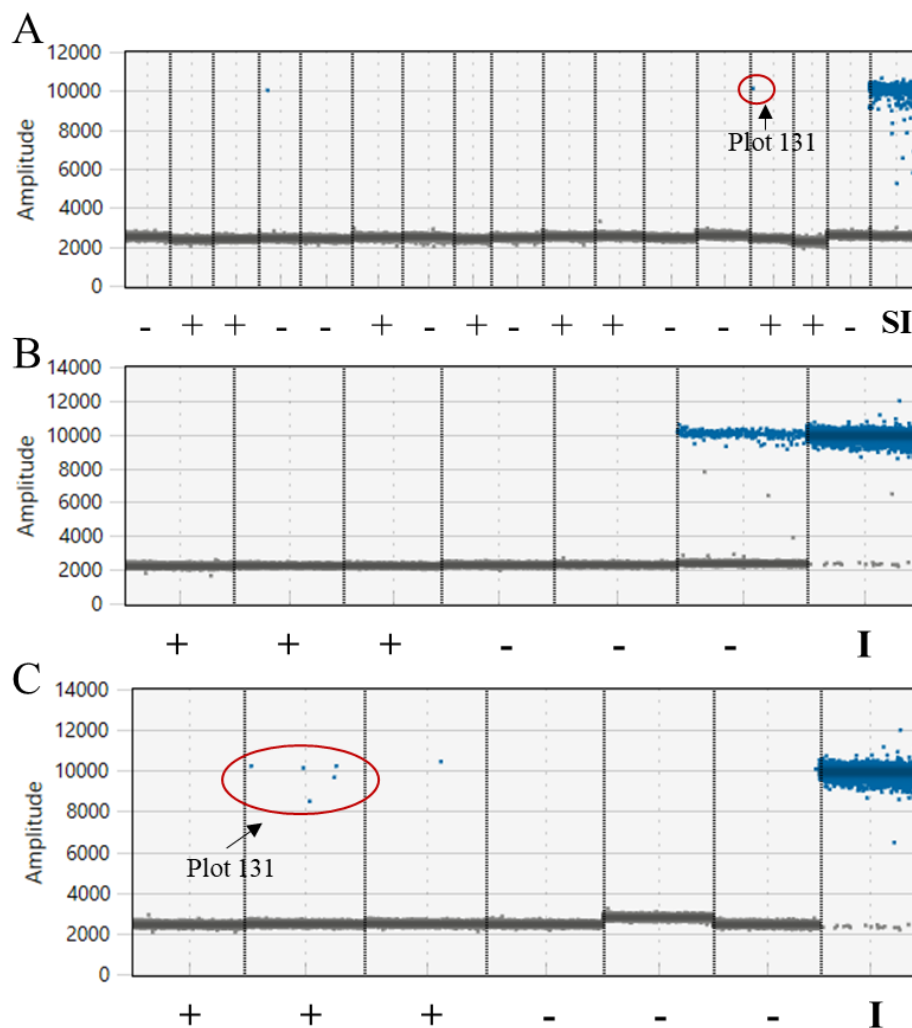 A
12000
10000
8000
6000
4000
2000
0
Amplitude
Plot 131
- + + - - + - + - + + - - + + - SI
B
14000
12000
10000
8000
6000
4000
2000
0
Amplitude
+ + + - - - I
C
14000
12000
10000
8000
6000
4000
2000
0
Amplitude
Plot 131
+ + + - - - I